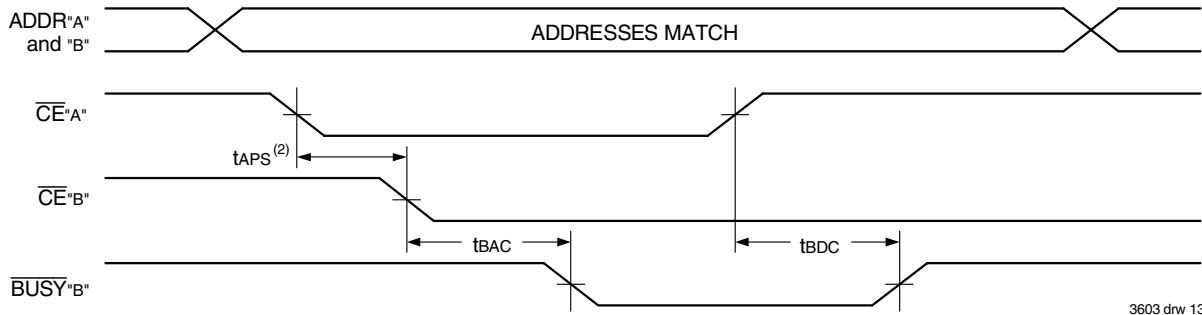 ADDR"A"
and "B"
ADDRESSES MATCH
CE"A"
tAPS(2)
CE"B"
tBAC
tBDC
BUSY"B"
3603 drw 13